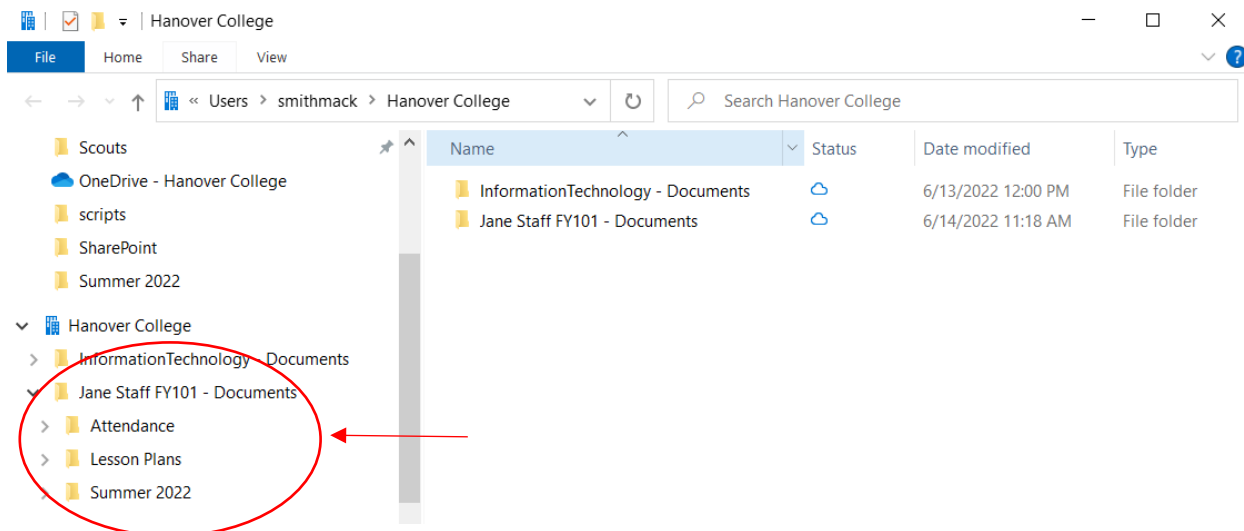 Hanover College
File Home Share View ?
« Users > smithmack > Hanover College Search Hanover College
Scouts
OneDrive - Hanover College
scripts
SharePoint
Summer 2022
Hanover College
InformationTechnology - Documents
Jane Staff FY101 - Documents
Attendance
Lesson Plans
Summer 2022
Name Status Date modified Type
InformationTechnology - Documents 6/13/2022 12:00 PM File folder
Jane Staff FY101 - Documents 6/14/2022 11:18 AM File folder